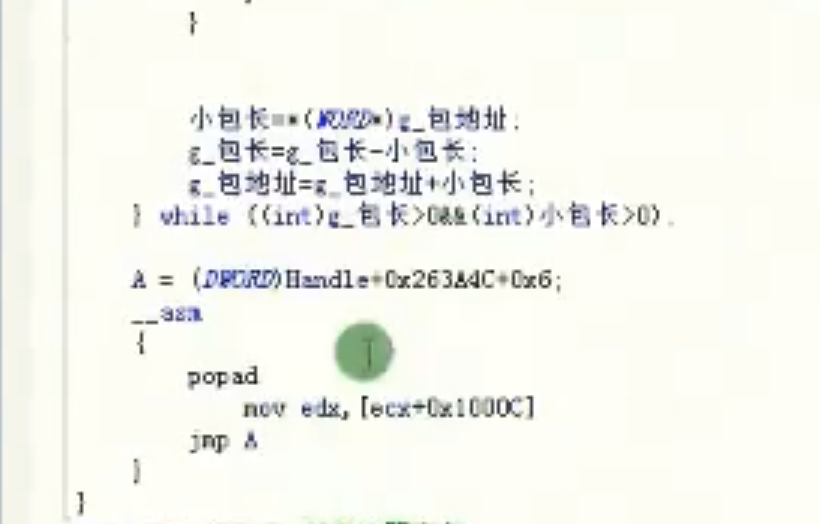 }
小包长=*(WORD*)g_包地址;
g_包长=g_包长-小包长;
g_包地址=g_包地址+小包长;
} while ((int)g_包长>0&&(int)小包长>0);
A = (DWORD)Handle+0x263A4C+0x6;
__asm
{
popad
mov edx,[ecx+0x1000C]
jmp A
}
}